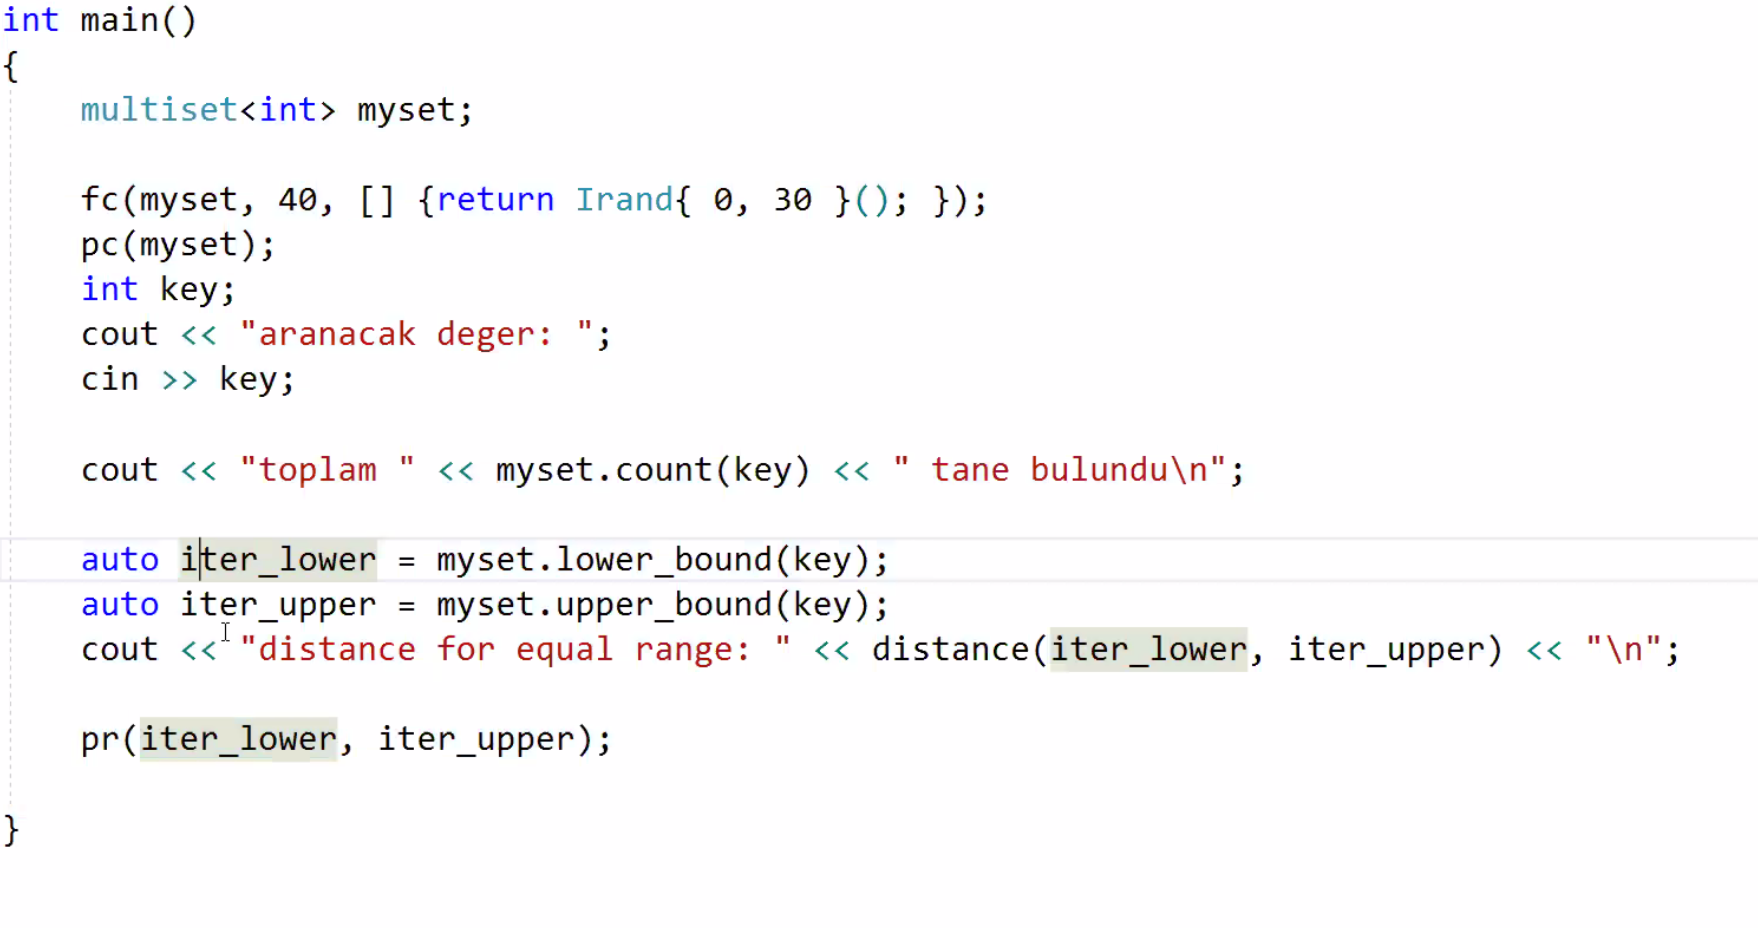 int main()
{
    multiset<int> myset;
    fc(myset, 40, [] {return Irand{ 0, 30 }(); });
    pc(myset);
    int key;
    cout << "aranacak deger: ";
    cin >> key;
    cout << "toplam " << myset.count(key) << " tane bulundu\n";
    auto iter_lower = myset.lower_bound(key);
    auto iter_upper = myset.upper_bound(key);
    cout << "distance for equal range: " << distance(iter_lower, iter_upper) << "\n";
    pr(iter_lower, iter_upper);
}